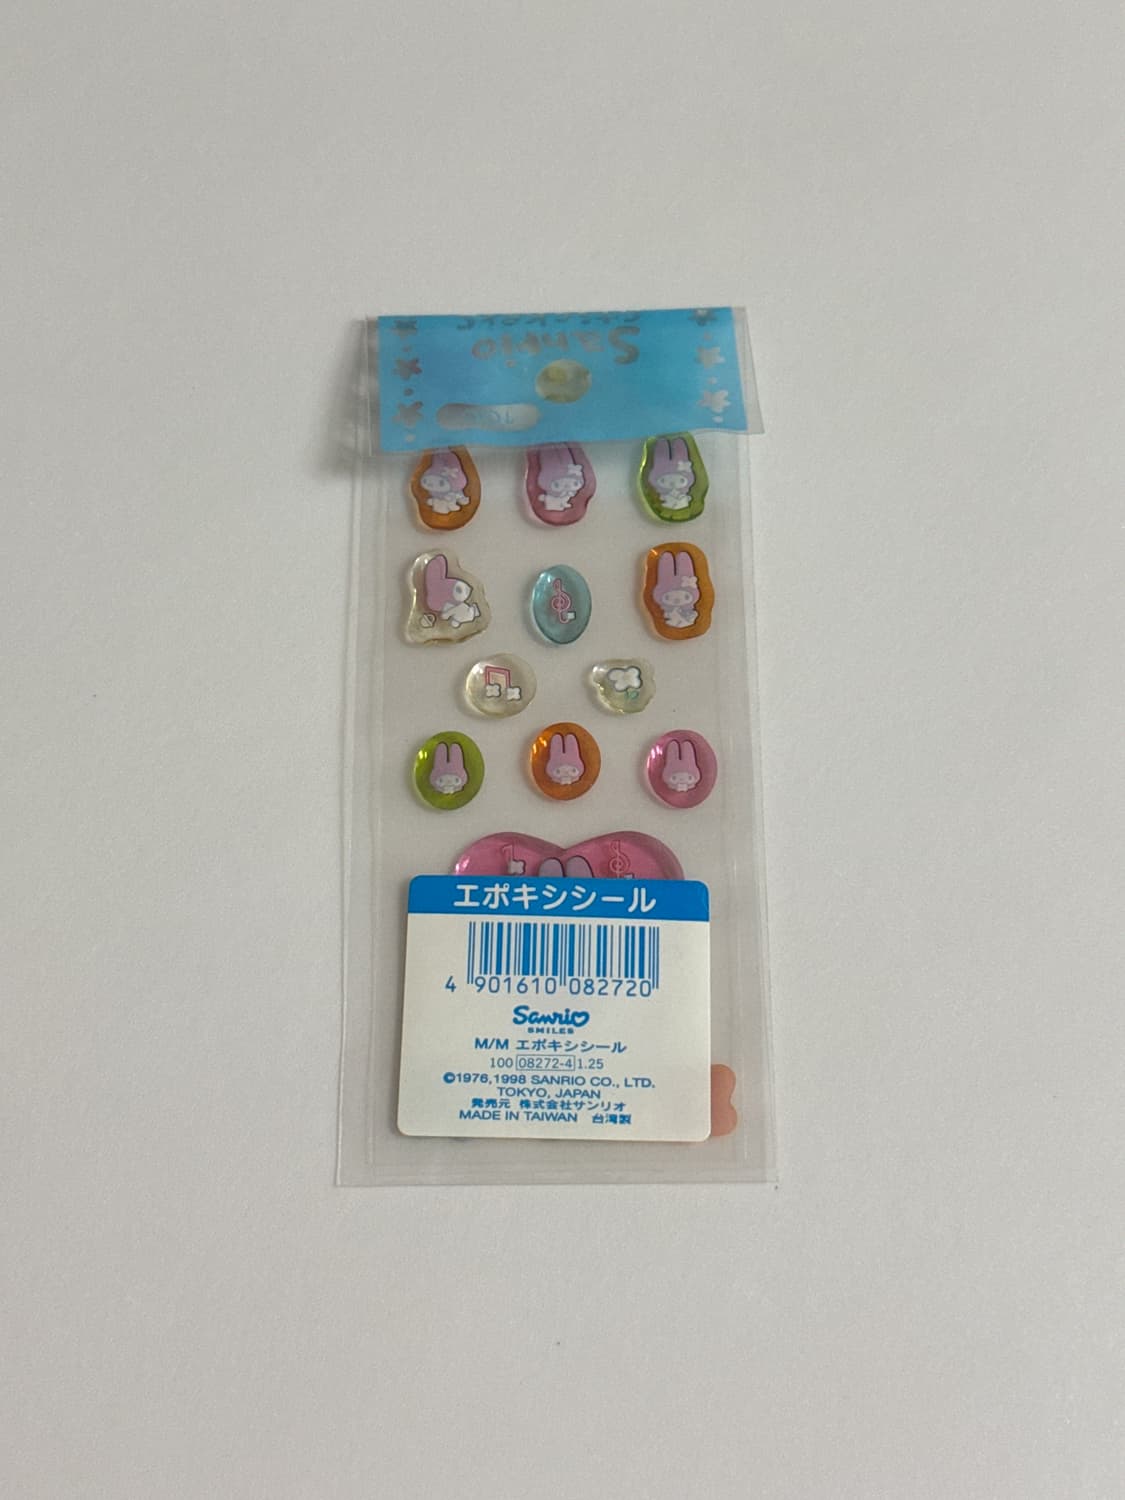 Sanrio
エポキシシール
4 901610 082720
Sanrio
SMILES
M/M エポキシシール
100 08272-4 1.25
©1976,1998 SANRIO CO., LTD.
TOKYO, JAPAN
発売元 株式会社サンリオ
MADE IN TAIWAN 台湾製